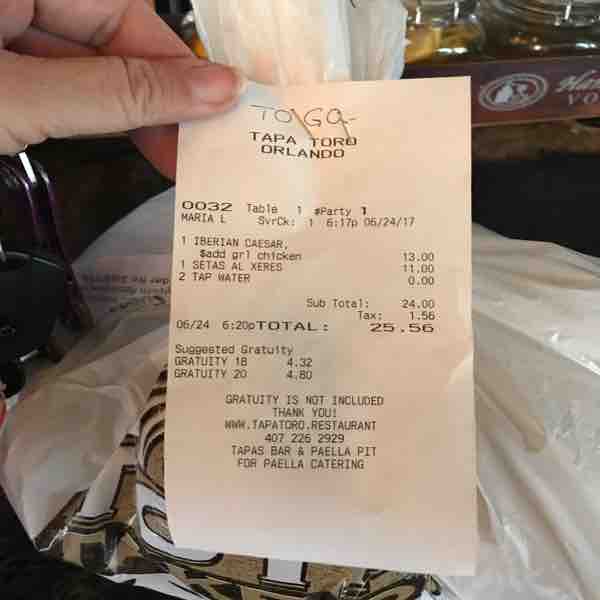 TO GO-
TAPA TORO
ORLANDO
0032 Table 1 #Party 1
MARIA L SvrCk: 1 6:17p 06/24/17
1 IBERIAN CAESAR,
$add grl chicken 13.00
1 SETAS AL XERES 11.00
2 TAP WATER 0.00
Sub Total: 24.00
Tax: 1.56
06/24 6:20p TOTAL: 25.56
Suggested Gratuity
GRATUITY 18 4.32
GRATUITY 20 4.80
GRATUITY IS NOT INCLUDED
THANK YOU!
WWW.TAPATORO.RESTAURANT
407 226 2929
TAPAS BAR & PAELLA PIT
FOR PAELLA CATERING